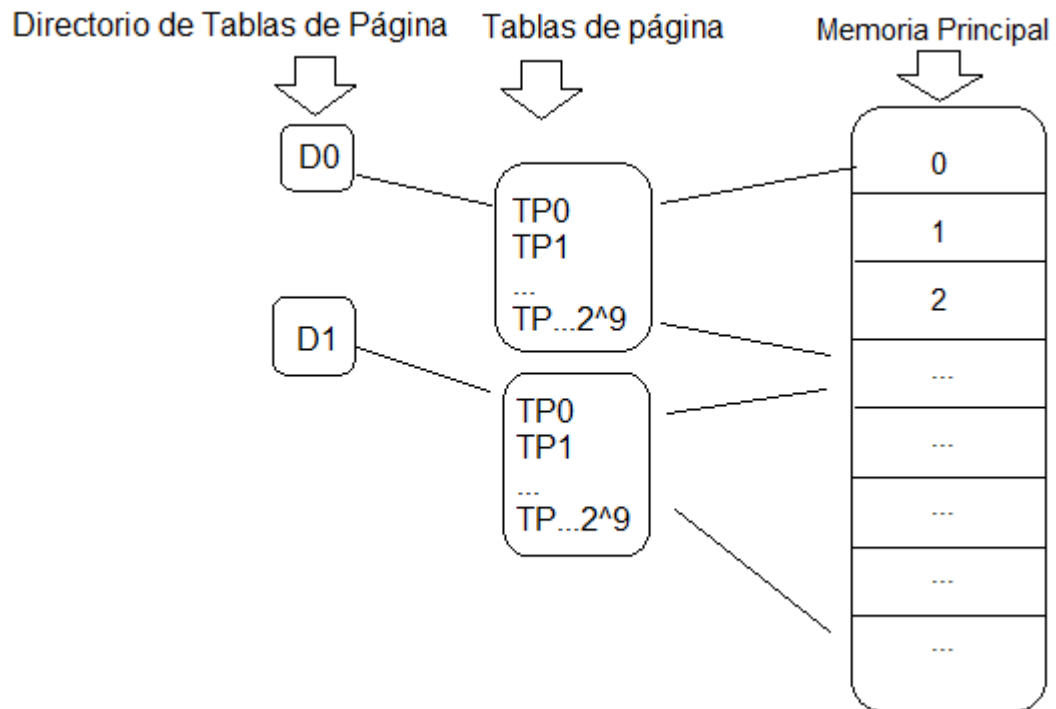 Directorio de Tablas de Página
Tablas de página
Memoria Principal
D0
TP0
TP1
...
TP...2^9
D1
TP0
TP1
...
TP...2^9
0
1
2
...
...
...
...
...